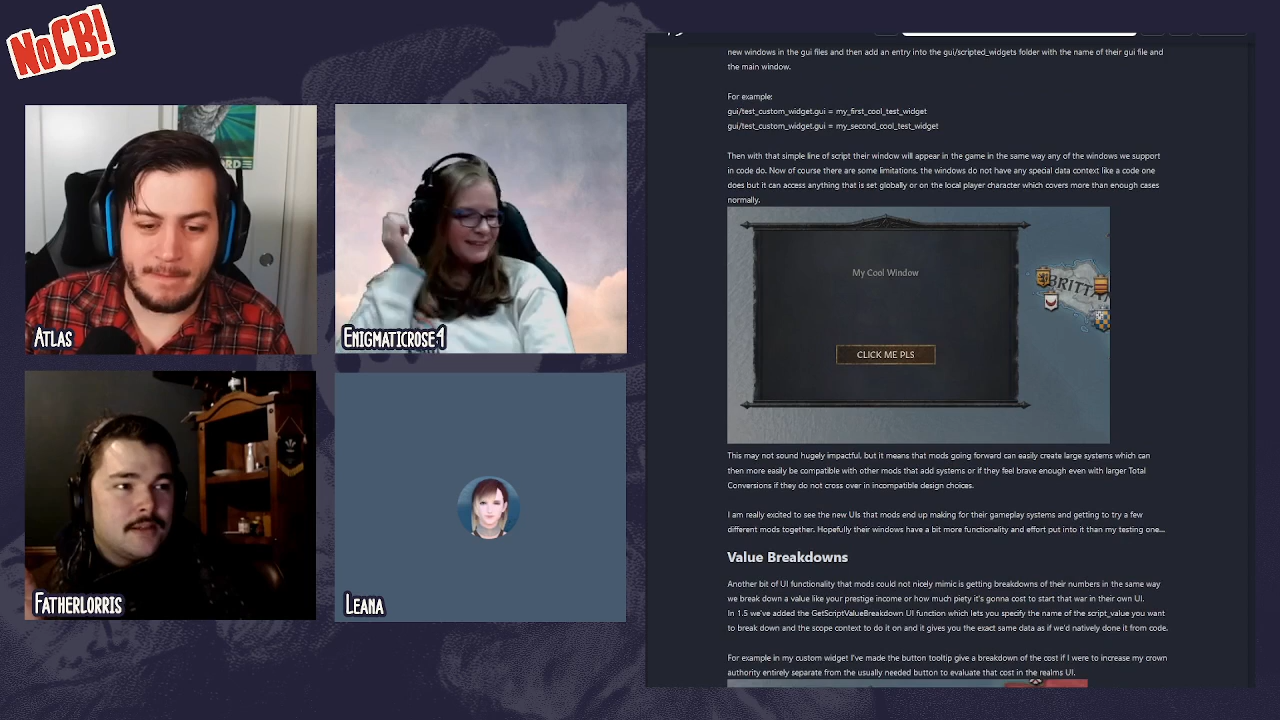 NoCB!
ATLAS
ENIGMATICROSE4
FATHERLORRIS
LEANA
new windows in the gui files and then add an entry into the gui/scripted_widgets folder with the name of their gui file and
the main window.
For example:
gui/test_custom_widget.gui = my_first_cool_test_widget
gui/test_custom_widget.gui = my_second_cool_test_widget
Then with that simple line of script their window will appear in the game in the same way any of the windows we support
in code do. Now of course there are some limitations, the windows do not have any special data context like a code one
does but it can access anything that is set globally or on the local player character which covers more than enough cases
normally.
My Cool Window
CLICK ME PLS
This may not sound hugely impactful, but it means that mods going forward can easily create large systems which can
then more easily be compatible with other mods that add systems or if they feel brave enough even with larger Total
Conversions if they do not cross over in incompatible design choices.
I am really excited to see the new UIs that mods end up making for their gameplay systems and getting to try a few
different mods together. Hopefully their windows have a bit more functionality and effort put into it than my testing one...
Value Breakdowns
Another bit of UI functionality that mods could not nicely mimic is getting breakdowns of their numbers in the same way
we break down a value like your prestige income or how much piety it's gonna cost to start that war in their own UI.
In 1.5 we've added the GetScriptValueBreakdown UI function which lets you specify the name of the script_value you want
to break down and the scope context to do it on and it gives you the exact same data as if we'd natively done it from code.
For example in my custom widget I've made the button tooltip give a breakdown of the cost if I were to increase my crown
authority entirely separate from the usually needed button to evaluate that cost in the realms UI.